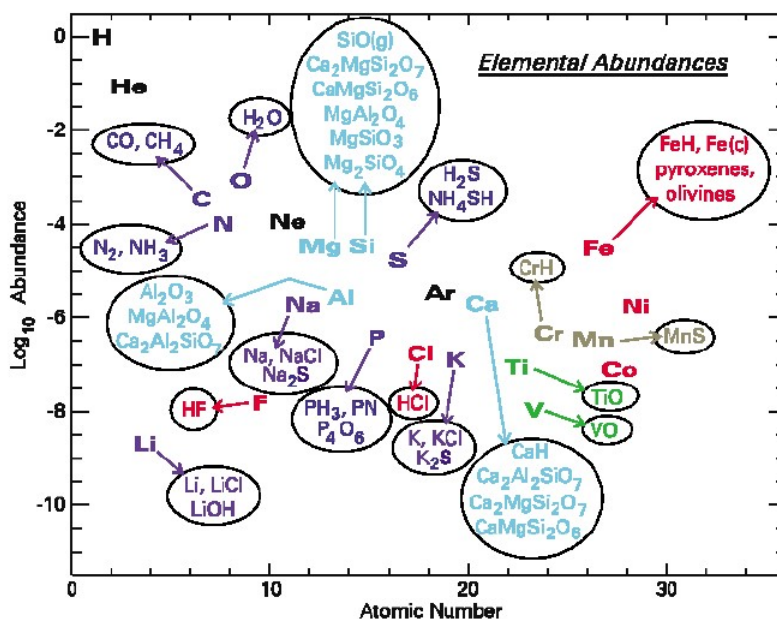 Elemental Abundances
Log10 Abundance
0
-2
-4
-6
-8
-10
H
He
SiO(g)
Ca2MgSi2O7
CaMgSi2O6
MgAl2O4
MgSiO3
Mg2SiO4
H2O
CO, CH4
O
C
N
N2, NH3
Ne
Mg Si
H2S
NH4SH
S
FeH, Fe(c)
pyroxenes,
olivines
Fe
Al2O3
MgAl2O4
Ca2Al2SiO7
Al
Na
Na, NaCl
Na2S
Ar
Ca
CrH
Cr
Mn
MnS
Ni
Co
P
PH3, PN
P4O6
Cl
HCl
K
K, KCl
K2S
Ti
TiO
V
VO
HF
F
Li
Li, LiCl
LiOH
CaH
Ca2Al2SiO7
Ca2MgSi2O7
CaMgSi2O6
0 10 20 30
Atomic Number